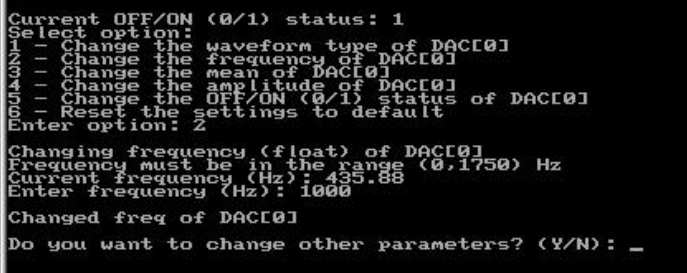 Current OFF/ON (0/1) status: 1
Select option:
1 - Change the waveform type of DAC[0]
2 - Change the frequency of DAC[0]
3 - Change the mean of DAC[0]
4 - Change the amplitude of DAC[0]
5 - Change the OFF/ON (0/1) status of DAC[0]
6 - Reset the settings to default
Enter option: 2
Changing frequency (float) of DAC[0]
Frequency must be in the range (0,1750) Hz
Current frequency (Hz): 435.88
Enter frequency (Hz): 1000
Changed freq of DAC[0]
Do you want to change other parameters? (Y/N): _